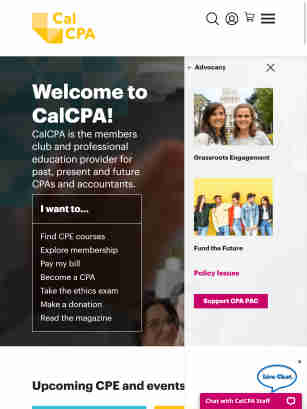 Cal
CPA
← Advocacy
Welcome to
CalCPA!
CalCPA is the members
club and professional
education provider for
past, present and future
CPAs and accountants.
I want to...
Find CPE courses
Explore membership
Pay my bill
Become a CPA
Take the ethics exam
Make a donation
Read the magazine
Grassroots Engagement
Fund the Future
Policy Issues
Support CPA PAC
Upcoming CPE and events
Live Chat
Chat with CalCPA Staff